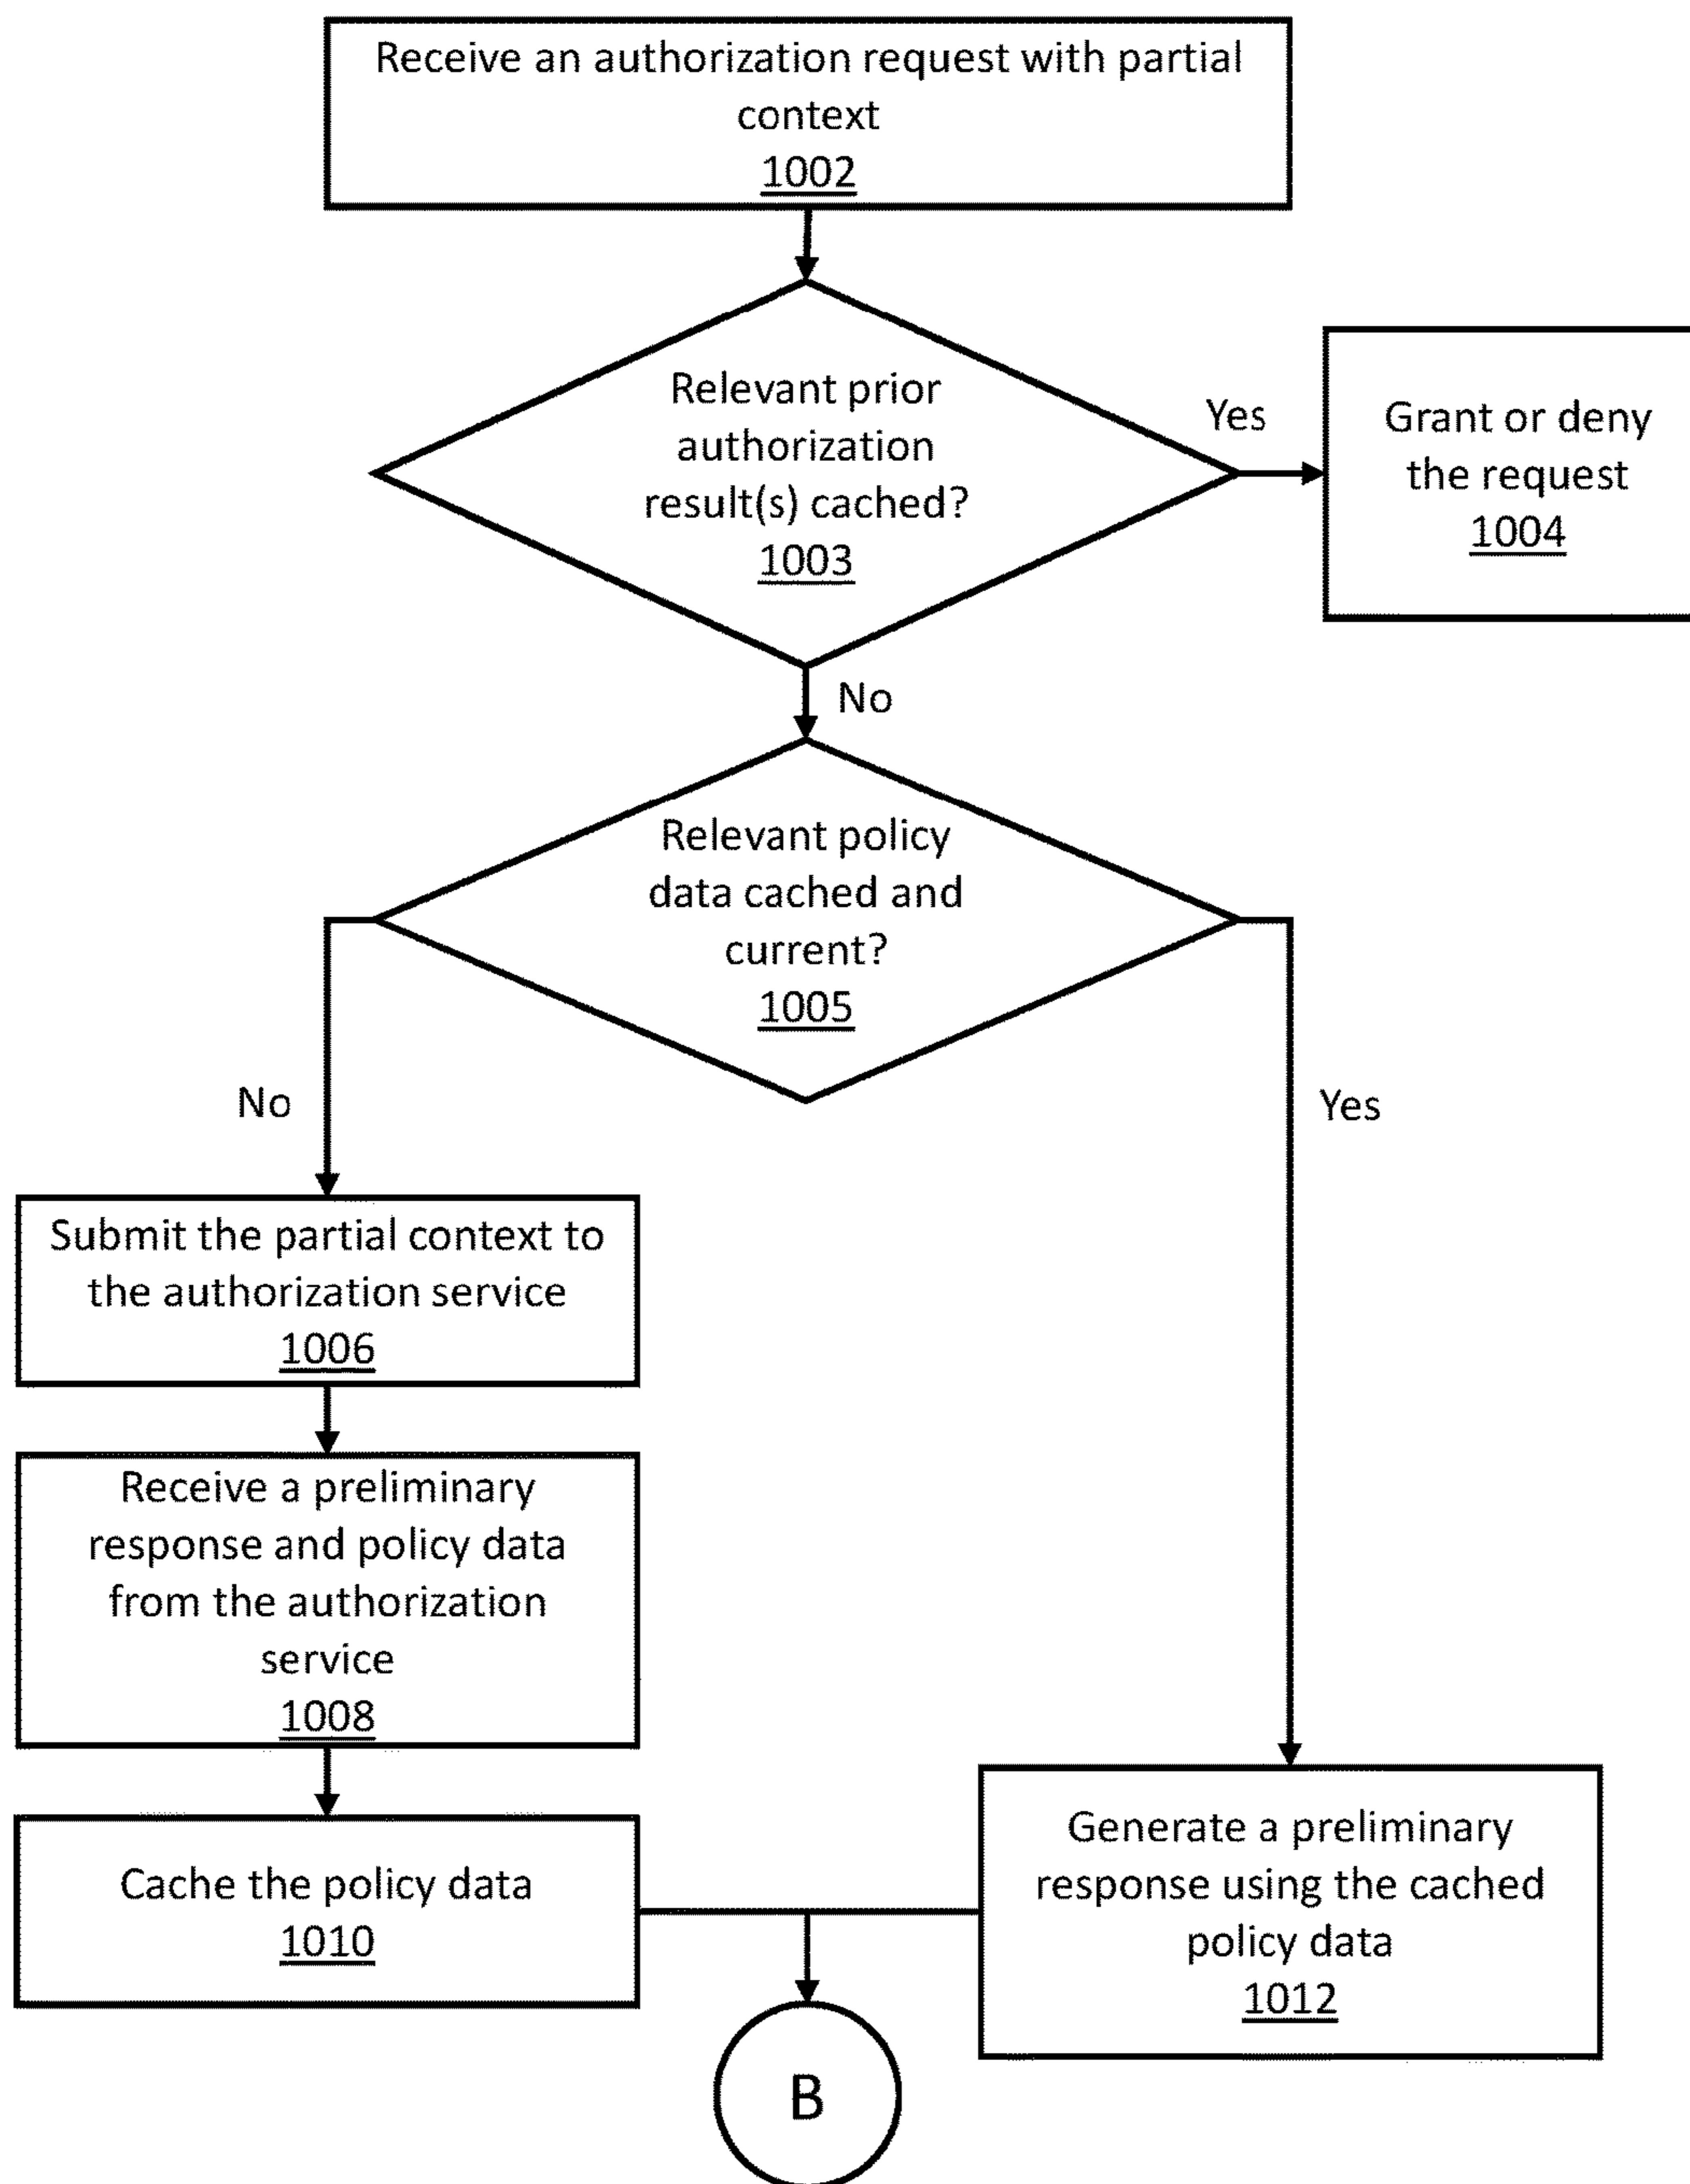 Receive an authorization request with partial
context
1002
Relevant prior
authorization
result(s) cached?
1003
Yes
Grant or deny
the request
1004
No
Relevant policy
data cached and
current?
1005
No
Yes
Submit the partial context to
the authorization service
1006
Receive a preliminary
response and policy data
from the authorization
service
1008
Cache the policy data
1010
Generate a preliminary
response using the cached
policy data
1012
B